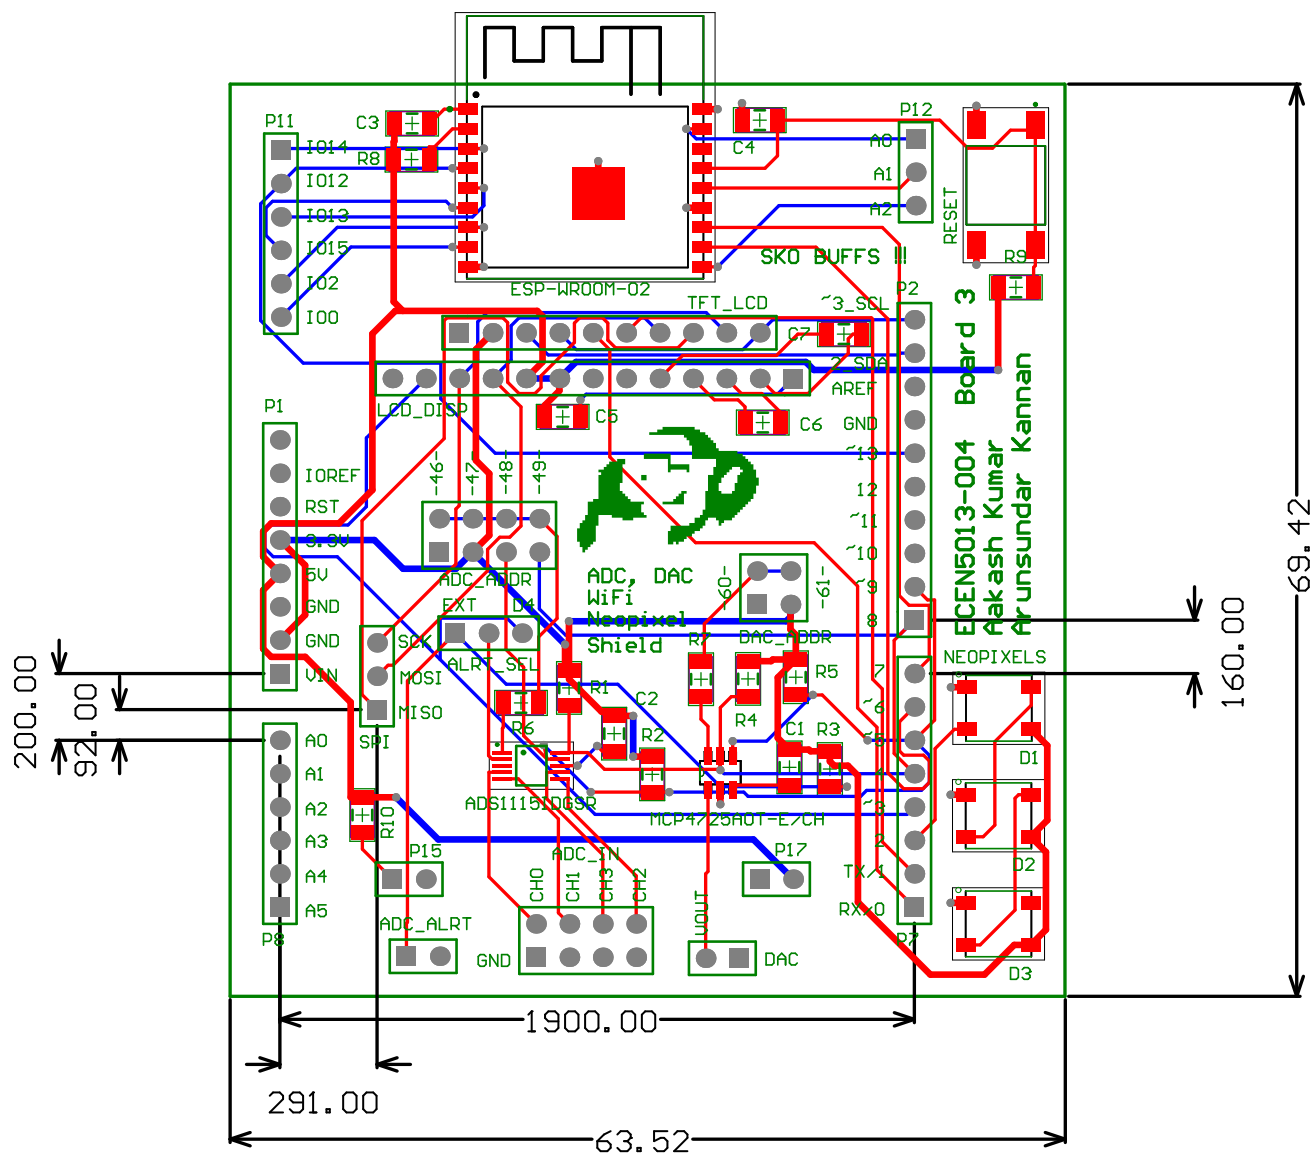 P11
IO14
IO12
IO13
IO15
IO2
IO0
C3
R8
C4
P12
A0
A1
A2
RESET
R9
ESP-WROOM-02
SKO BUFFS !!!
TFT_LCD
C7
LCD_DISP
C5
C6
P2
~3_SCL
2_SDA
AREF
GND
~13
12
~11
~10
~9
8
ECEN5013-004 Board 3
Aakash Kumar
Arunsundar Kannan
P1
IOREF
RST
3.3V
5V
GND
GND
VIN
-46-
-47-
-48-
-49-
ADC_ADDR
EXT D4
ALRT_SEL
ADC, DAC
WiFi
Neopixel
Shield
-60-
-61-
DAC_ADDR
SCK
MOSI
MISO
SPI
R1
C2
R2
R6
R7
R4
R5
C1
R3
ADS1115IDGSR
MCP4725A0T-E/CH
NEOPIXELS
D1
D2
D3
7
~6
~5
4
~3
2
TX/1
RX/0
P7
A0
A1
A2
A3
A4
A5
P8
R10
P15
ADC_ALRT
ADC_IN
CH0
CH1
CH3
CH2
GND
P17
VOUT
DAC
200.00
92.00
160.00
69.42
1900.00
291.00
63.52